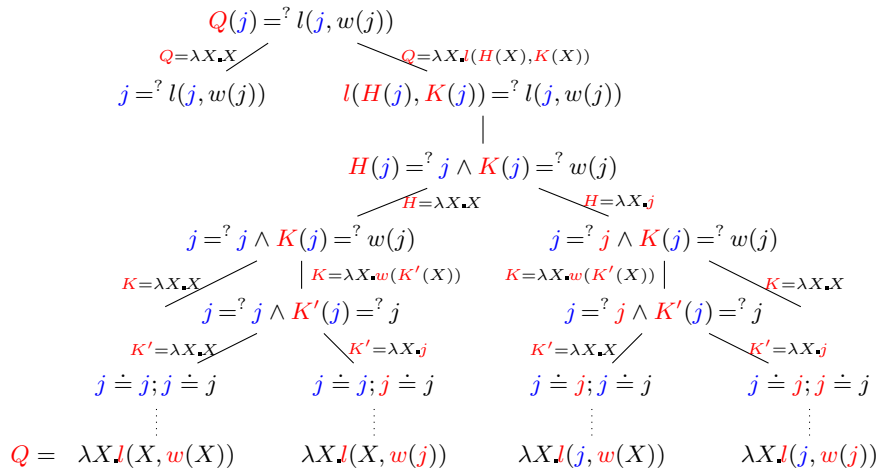 Q(j) =? l(j, w(j))
Q=λX.X Q=λX.l(H(X),K(X))
j =? l(j, w(j)) l(H(j), K(j)) =? l(j, w(j))
H(j) =? j ∧ K(j) =? w(j)
H=λX.X H=λX.j
j =? j ∧ K(j) =? w(j) j =? j ∧ K(j) =? w(j)
K=λX.X K=λX.w(K′(X)) K=λX.w(K′(X)) K=λX.X
j =? j ∧ K′(j) =? j j =? j ∧ K′(j) =? j
K′=λX.X K′=λX.j K′=λX.X K′=λX.j
j ≐ j; j ≐ j j ≐ j; j ≐ j j ≐ j; j ≐ j j ≐ j; j ≐ j
Q = λX.l(X, w(X)) λX.l(X, w(j)) λX.l(j, w(X)) λX.l(j, w(j))